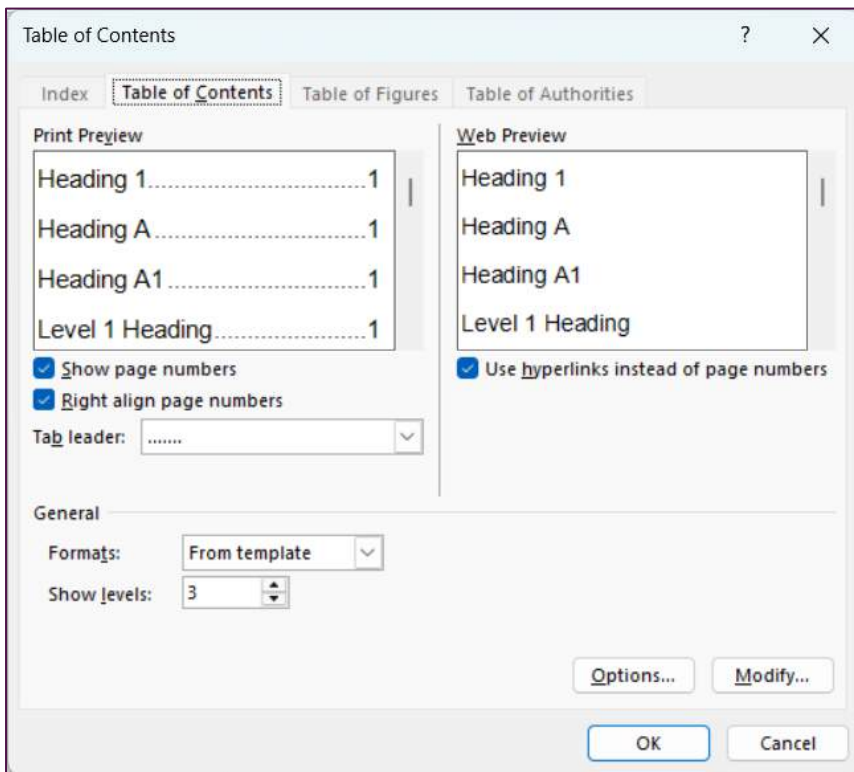 Table of Contents ?
Index Table of Contents Table of Figures Table of Authorities
Print Preview
Heading 1..................................1
Heading A................................1
Heading A1..............................1
Level 1 Heading.......................1
Show page numbers
Right align page numbers
Tab leader: .......
Web Preview
Heading 1
Heading A
Heading A1
Level 1 Heading
Use hyperlinks instead of page numbers
General
Formats: From template
Show levels: 3
Options... Modify...
OK Cancel